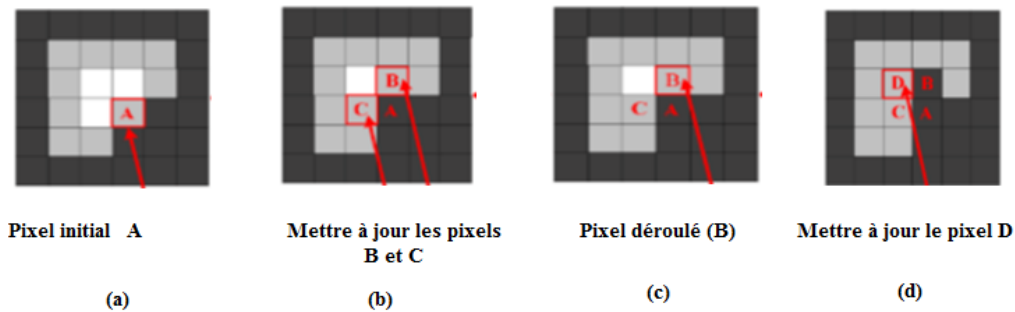 A
B
C A
B
C A
D B
C A
Pixel initial A
Mettre à jour les pixels
B et C
Pixel déroulé (B)
Mettre à jour le pixel D
(a)
(b)
(c)
(d)